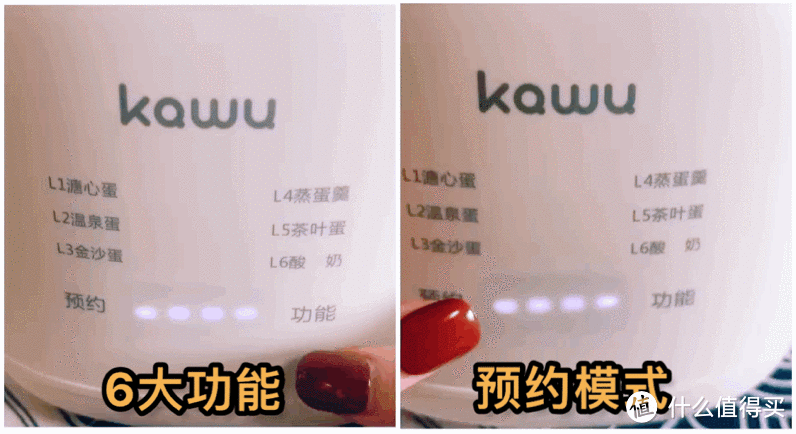 kawu
L1溏心蛋
L2温泉蛋
L3金沙蛋
L4蒸蛋羹
L5茶叶蛋
L6酸 奶
预约
功能
6大功能
kawu
L1溏心蛋
L2温泉蛋
L3金沙蛋
L4蒸蛋羹
L5茶叶蛋
L6酸 奶
预约
功能
预约模式
值 什么值得买